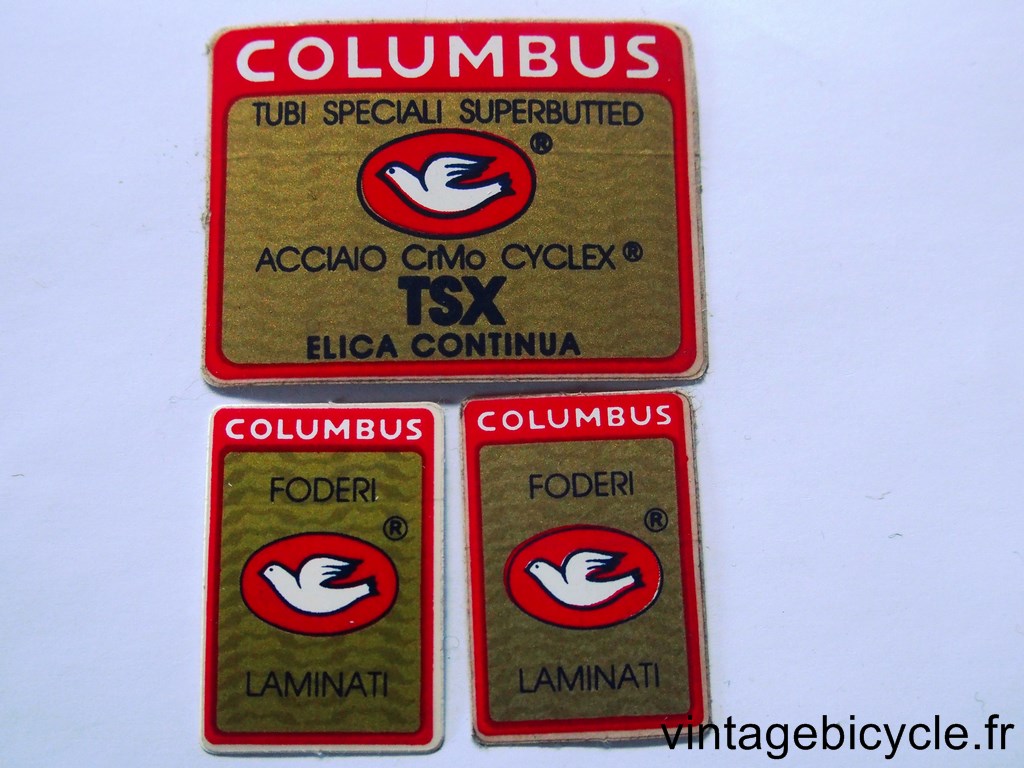 COLUMBUS
TUBI SPECIALI SUPERBUTTED
®
ACCIAIO CrMo CYCLEX ®
TSX
ELICA CONTINUA
COLUMBUS
FODERI
®
LAMINATI
COLUMBUS
FODERI
®
LAMINATI
vintagebicycle.fr